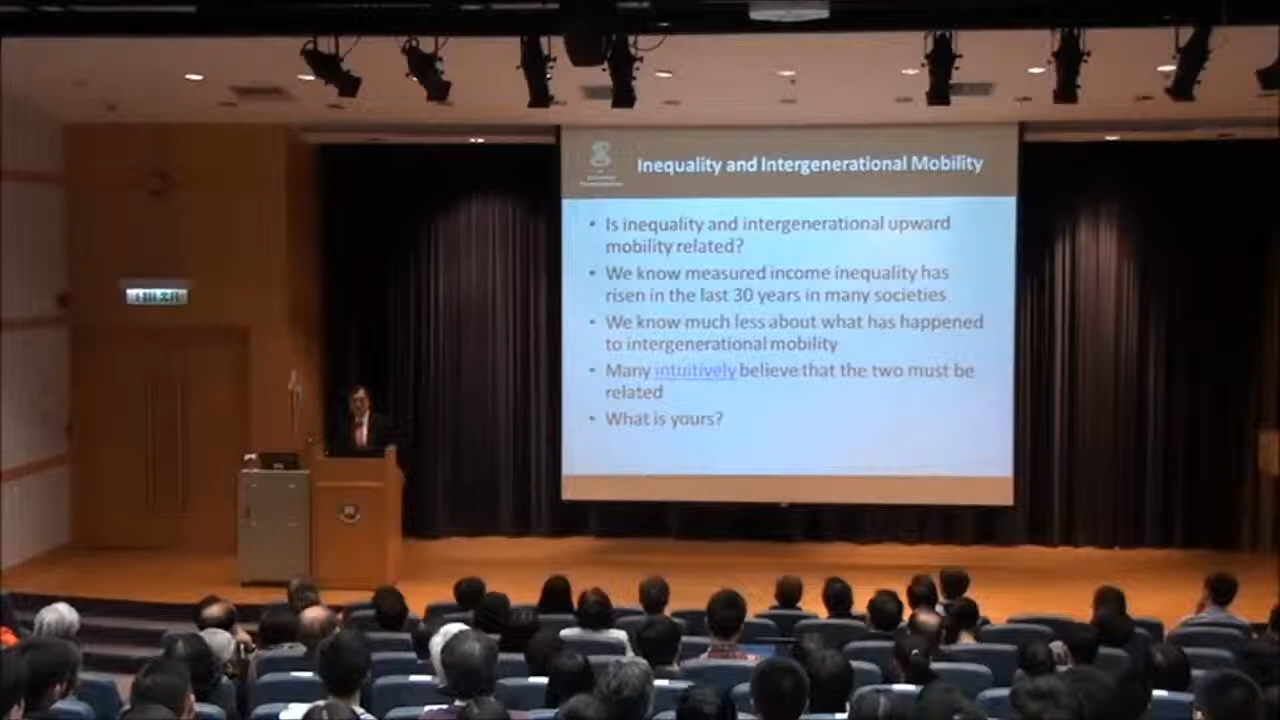 Inequality and Intergenerational Mobility
• Is inequality and intergenerational upward
mobility related?
• We know measured income inequality has
risen in the last 30 years in many societies
• We know much less about what has happened
to intergenerational mobility
• Many intuitively believe that the two must be
related
• What is yours?